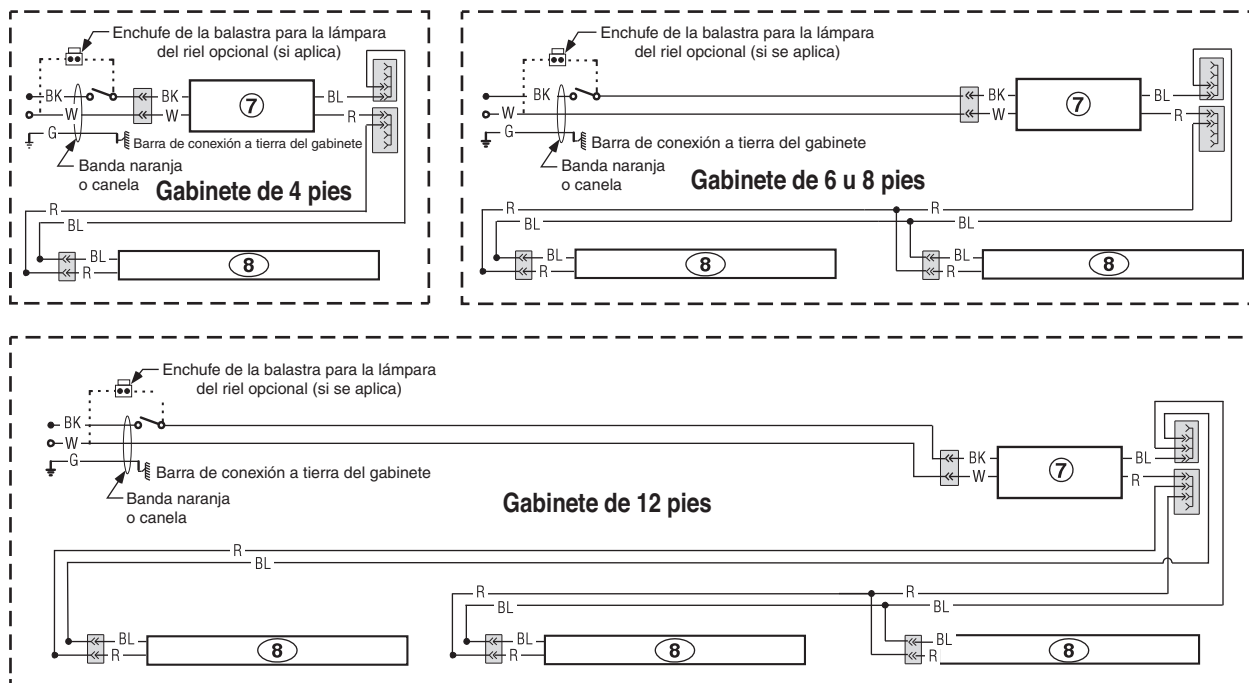 Enchufe de la balastra para la lámpara
del riel opcional (si aplica)
BK
BK
7
BL
W
W
R
G
Barra de conexión a tierra del gabinete
Banda naranja
o canela
Gabinete de 4 pies
R
BL
BL
R
8
Enchufe de la balastra para la lámpara
del riel opcional (si se aplica)
BK
BK
7
BL
W
W
R
G
Barra de conexión a tierra del gabinete
Banda naranja
o canela
Gabinete de 6 u 8 pies
R
R
BL
BL
BL
R
8
BL
R
8
Enchufe de la balastra para la lámpara
del riel opcional (si se aplica)
BK
W
G
Barra de conexión a tierra del gabinete
Banda naranja
o canela
BK
W
7
BL
R
Gabinete de 12 pies
R
BL
R
BL
R
BL
BL
R
8
BL
R
8
BL
R
8